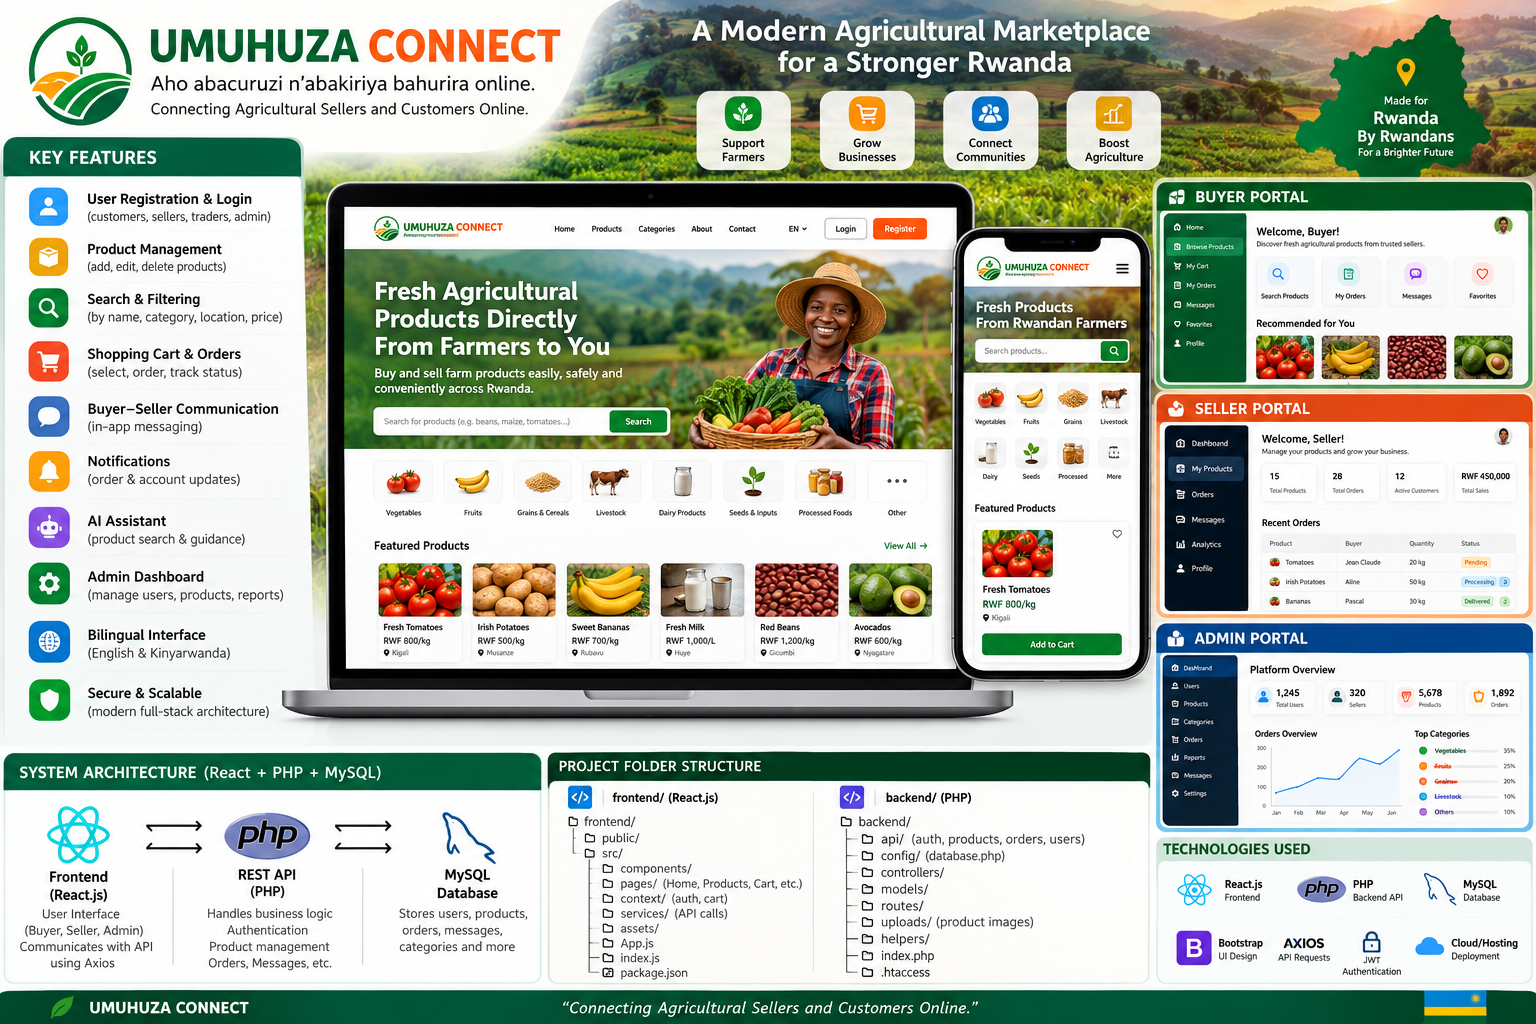 UMUHUZA CONNECT
Aho abacuruzi n'abakiriya bahurira online.
Connecting Agricultural Sellers and Customers Online.
A Modern Agricultural Marketplace
for a Stronger Rwanda
Support
Farmers
Grow
Businesses
Connect
Communities
Boost
Agriculture
Made for
Rwanda
By Rwandans
For a Brighter Future
KEY FEATURES
User Registration & Login
(customers, sellers, traders, admin)
Product Management
(add, edit, delete products)
Search & Filtering
(by name, category, location, price)
Shopping Cart & Orders
(select, order, track status)
Buyer–Seller Communication
(in-app messaging)
Notifications
(order & account updates)
AI Assistant
(product search & guidance)
Admin Dashboard
(manage users, products, reports)
Bilingual Interface
(English & Kinyarwanda)
Secure & Scalable
(modern full-stack architecture)
UMUHUZA CONNECT
Home Products Categories About Contact EN Login Register
Fresh Agricultural
Products Directly
From Farmers to You
Buy and sell farm products easily, safely and
conveniently across Rwanda.
Search for products (e.g. beans, maize, tomatoes...) Search
Vegetables Fruits Grains & Cereals Livestock Dairy Products Seeds & Inputs Processed Foods Other
Featured Products View All →
Fresh Tomatoes Irish Potatoes Sweet Bananas Fresh Milk Red Beans Avocados
RWF 800/kg RWF 500/kg RWF 700/kg RWF 1,000/L RWF 1,200/kg RWF 600/kg
Kigali Musanze Rubavu Huye Gicumbi Nyagatare
UMUHUZA CONNECT
Fresh Products
From Rwandan Farmers
Search products...
Vegetables Fruits Grains Livestock
Dairy Seeds Processed More
Featured Products
Fresh Tomatoes
RWF 800/kg
Kigali
Add to Cart
BUYER PORTAL
Home
Browse Products
My Cart
My Orders
Messages
Favorites
Profile
Welcome, Buyer!
Discover fresh agricultural products from trusted sellers.
Search Products My Orders Messages Favorites
Recommended for You
SELLER PORTAL
Dashboard
My Products
Orders
Messages
Analytics
Profile
Welcome, Seller!
Manage your products and grow your business.
15 28 12 RWF 450,000
Total Products Total Orders Active Customers Total Sales
Recent Orders
Product Buyer Quantity Status
Tomatoes Jean Claude 20 kg Pending
Irish Potatoes Aline 50 kg Processing
Bananas Pascal 30 kg Delivered
ADMIN PORTAL
Dashboard
Users
Products
Categories
Orders
Reports
Messages
Settings
Platform Overview
1,245 320 5,678 1,892
Total Users Sellers Products Orders
Orders Overview
300
200
100
0
Jan Feb Mar Apr May Jun
Top Categories
Vegetables 35%
Fruits 25%
Grains 20%
Livestock 10%
Others 10%
SYSTEM ARCHITECTURE (React + PHP + MySQL)
php
Frontend
(React.js)
User Interface
(Buyer, Seller, Admin)
Communicates with API
using Axios
REST API
(PHP)
Handles business logic
Authentication
Product management
Orders, Messages, etc.
MySQL
Database
Stores users, products,
orders, messages,
categories and more
PROJECT FOLDER STRUCTURE
</> frontend/ (React.js)
frontend/
public/
src/
components/
pages/ (Home, Products, Cart, etc.)
context/ (auth, cart)
services/ (API calls)
assets/
App.js
index.js
package.json
</> backend/ (PHP)
backend/
api/ (auth, products, orders, users)
config/ (database.php)
controllers/
models/
routes/
uploads/ (product images)
helpers/
index.php
.htaccess
TECHNOLOGIES USED
React.js
Frontend
php
PHP
Backend API
MySQL
Database
B
Bootstrap
UI Design
AXIOS
API Requests
JWT
Authentication
Cloud/Hosting
Deployment
UMUHUZA CONNECT
“Connecting Agricultural Sellers and Customers Online.”